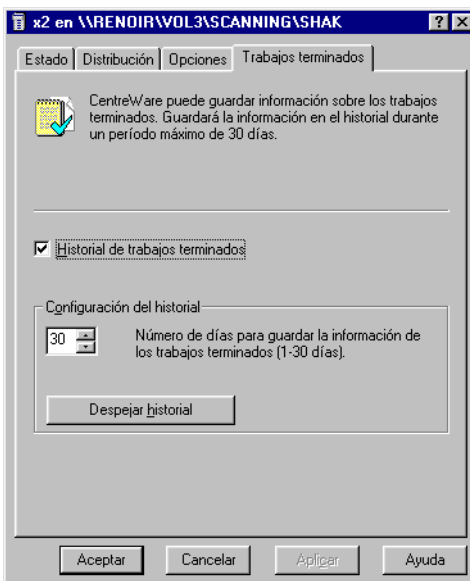 x2 en \\RENOIR\VOL3\SCANNING\SHAK
Estado Distribución Opciones Trabajos terminados
CentreWare puede guardar información sobre los trabajos
terminados. Guardará la información en el historial durante
un período máximo de 30 días.
Historial de trabajos terminados
Configuración del historial
30 Número de días para guardar la información de
los trabajos terminados (1-30 días).
Despejar historial
Aceptar Cancelar Aplicar Ayuda